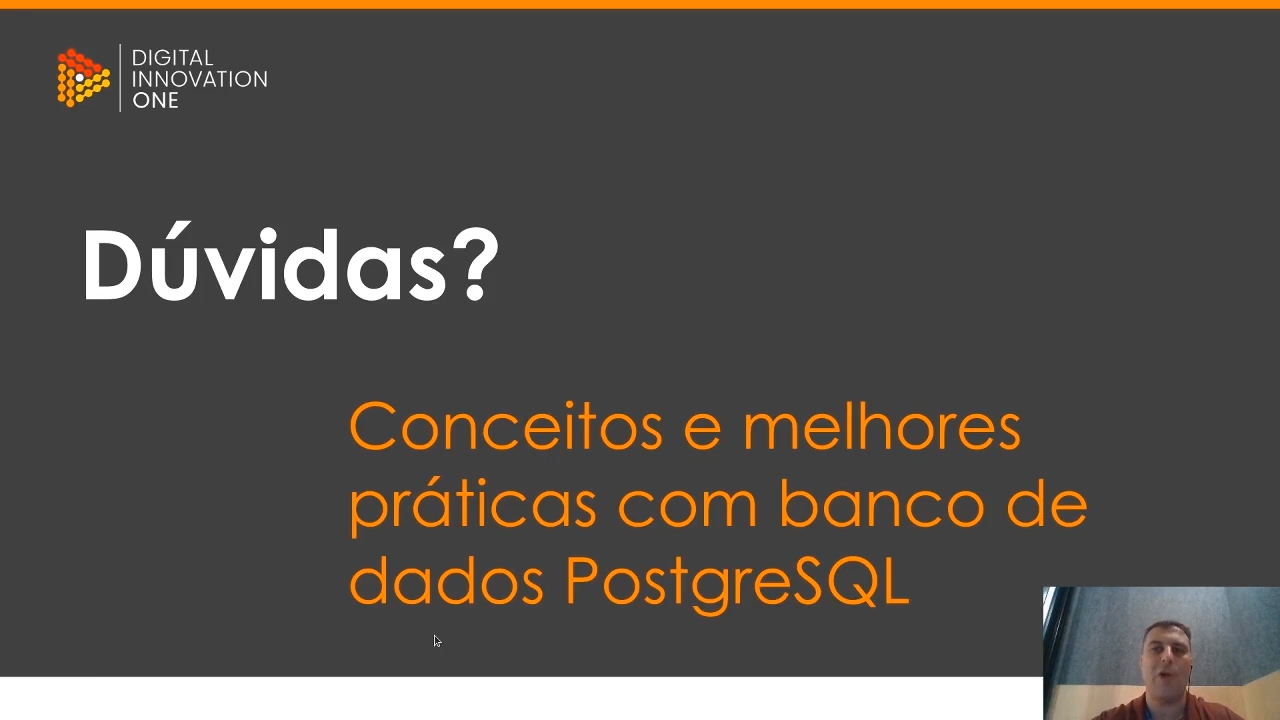 DIGITAL
INNOVATION
ONE
Dúvidas?
Conceitos e melhores
práticas com banco de
dados PostgreSQL